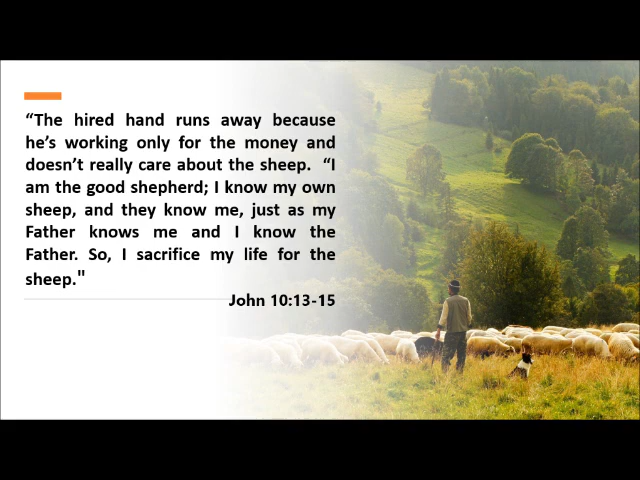 “The hired hand runs away because
he’s working only for the money and
doesn’t really care about the sheep. “I
am the good shepherd; I know my own
sheep, and they know me, just as my
Father knows me and I know the
Father. So, I sacrifice my life for the
sheep."
John 10:13-15